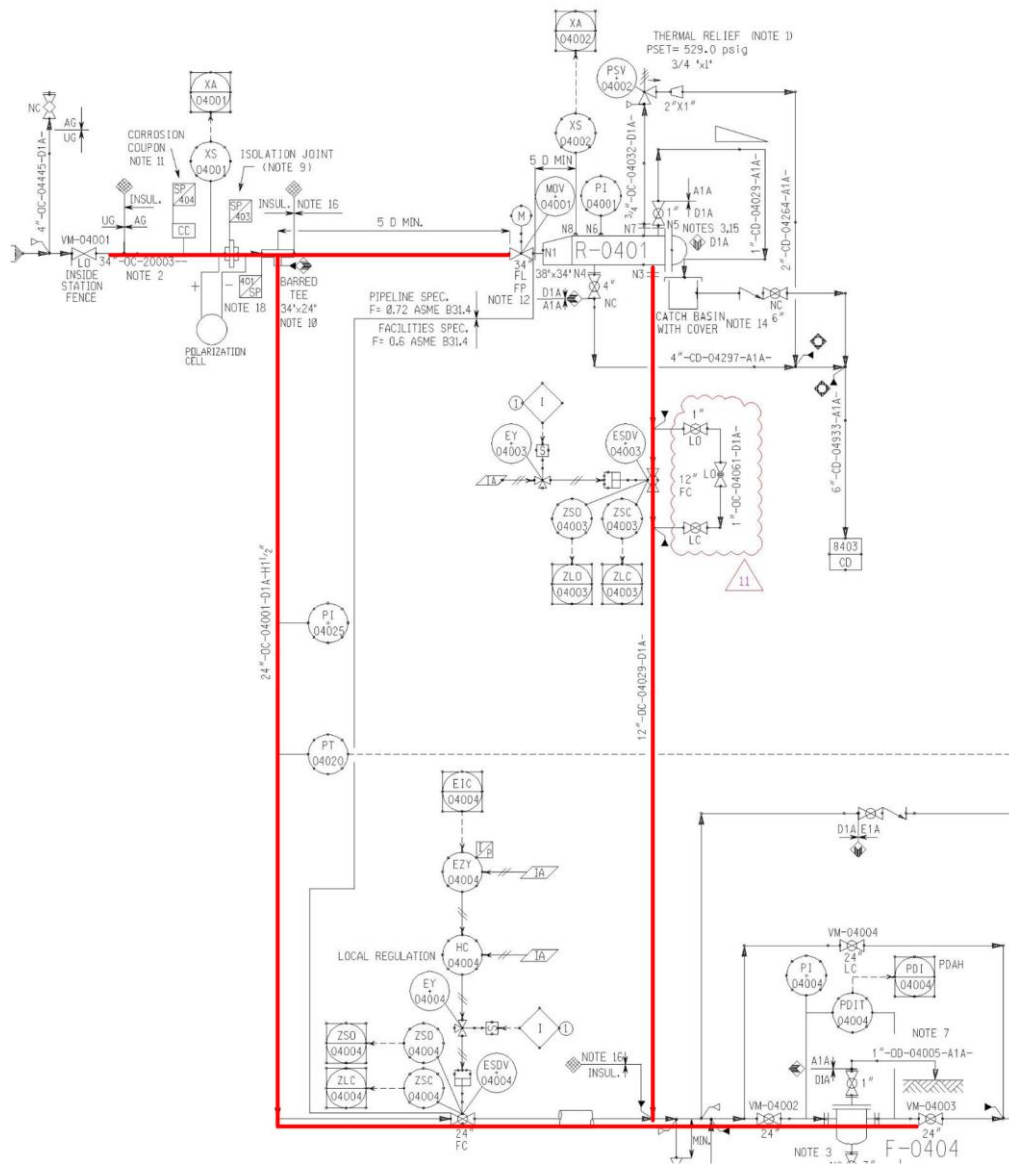 XA
04001
XA
04002
THERMAL RELIEF (NOTE 1)
PSET= 529.0 psig
3/4 "x1"
PSV
04002
2"X1"
NC
AG
UG
4"-OC-04445-D1A-
CORROSION
COUPON
NOTE 11
XS
04001
ISOLATION JOINT
(NOTE 9)
XS
04002
5 D MIN
MOV
04001
PI
04001
3/4"-OC-04032-D1A-
1"
A1A
D1A
1"-CD-04029-A1A-
2"-CD-04264-A1A-
SP
404
SP
403
INSUL.
INSUL.
NOTE 16
UG
AG
CC
5 D MIN.
M
N8
N6
N7
N5
NOTES 3,15
D1A
VM-04001
LO
INSIDE
STATION
FENCE
34"-OC-20003--
NOTE 2
N1
R-0401
34"
FL
FP
NOTE 12
38"x34"
N4
N3
4"
NC
D1A
A1A
+
-
401
SP
NOTE 18
BARRED
TEE
34"x24"
NOTE 10
POLARIZATION
CELL
PIPELINE SPEC.
F= 0.72 ASME B31.4
FACILITIES SPEC.
F= 0.6 ASME B31.4
CATCH BASIN
WITH COVER
NOTE 14
NC
6"
4"-CD-04297-A1A-
6"-CD-04933-A1A-
I
I
EY
04003
S
ESDV
04003
IA
1"
LO
LO
12"
FC
1"-OC-04061-D1A-
LC
ZSO
04003
ZSC
04003
ZLO
04003
ZLC
04003
8403
CD
11
24"-OC-04001-D1A-H1 1/2"
PI
04025
12"-OC-04029-D1A-
PT
04020
EIC
04004
I
P
EZY
04004
IA
D1A
E1A
LOCAL REGULATION
HC
04004
IA
VM-04004
24"
LC
PI
04004
PDI
04004
PDAH
PDIT
04004
EY
04004
S
I
I
ZSO
04004
ZSO
04004
ZLC
04004
ZSC
04004
ESDV
04004
NOTE 16
INSUL.
NOTE 7
1"-OD-04005-A1A-
A1A
D1A
1"
24"
FC
MIN.
VM-04002
24"
VM-04003
24"
NOTE 3
F-0404